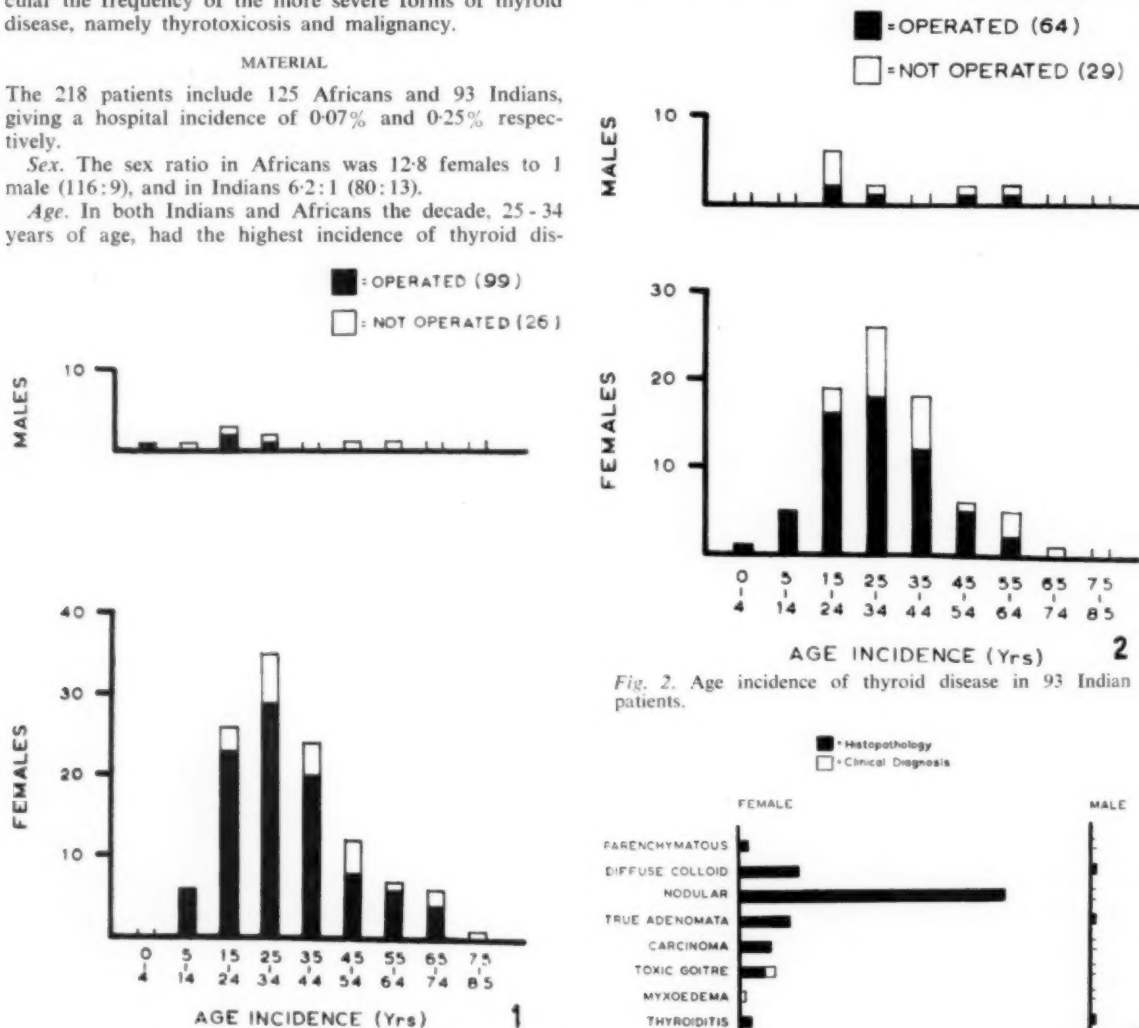 cular the frequency of the more severe forms of thyroid
disease, namely thyrotoxicosis and malignancy.
MATERIAL
The 218 patients include 125 Africans and 93 Indians,
giving a hospital incidence of 0·07% and 0·25% respec-
tively.
Sex. The sex ratio in Africans was 12·8 females to 1
male (116:9), and in Indians 6·2:1 (80:13).
Age. In both Indians and Africans the decade, 25 - 34
years of age, had the highest incidence of thyroid dis-
= OPERATED (99)
= NOT OPERATED (26)
MALES
10
FEMALES
40
30
20
10
0 5 15 25 35 45 55 65 75
4 14 24 34 44 54 64 74 85
AGE INCIDENCE (Yrs)
1
= OPERATED (64)
= NOT OPERATED (29)
MALES
10
FEMALES
30
20
10
0 5 15 25 35 45 55 65 75
4 14 24 34 44 54 64 74 85
AGE INCIDENCE (Yrs)
2
Fig. 2. Age incidence of thyroid disease in 93 Indian
patients.
= Histopathology
= Clinical Diagnosis
FEMALE MALE
PARENCHYMATOUS
DIFFUSE COLLOID
NODULAR
TRUE ADENOMATA
CARCINOMA
TOXIC GOITRE
MYXOEDEMA
THYROIDITIS